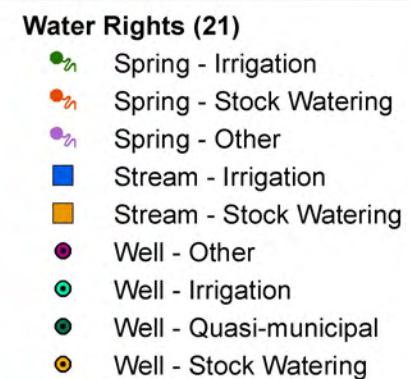 Water Rights (21)
Spring - Irrigation
Spring - Stock Watering
Spring - Other
Stream - Irrigation
Stream - Stock Watering
Well - Other
Well - Irrigation
Well - Quasi-municipal
Well - Stock Watering